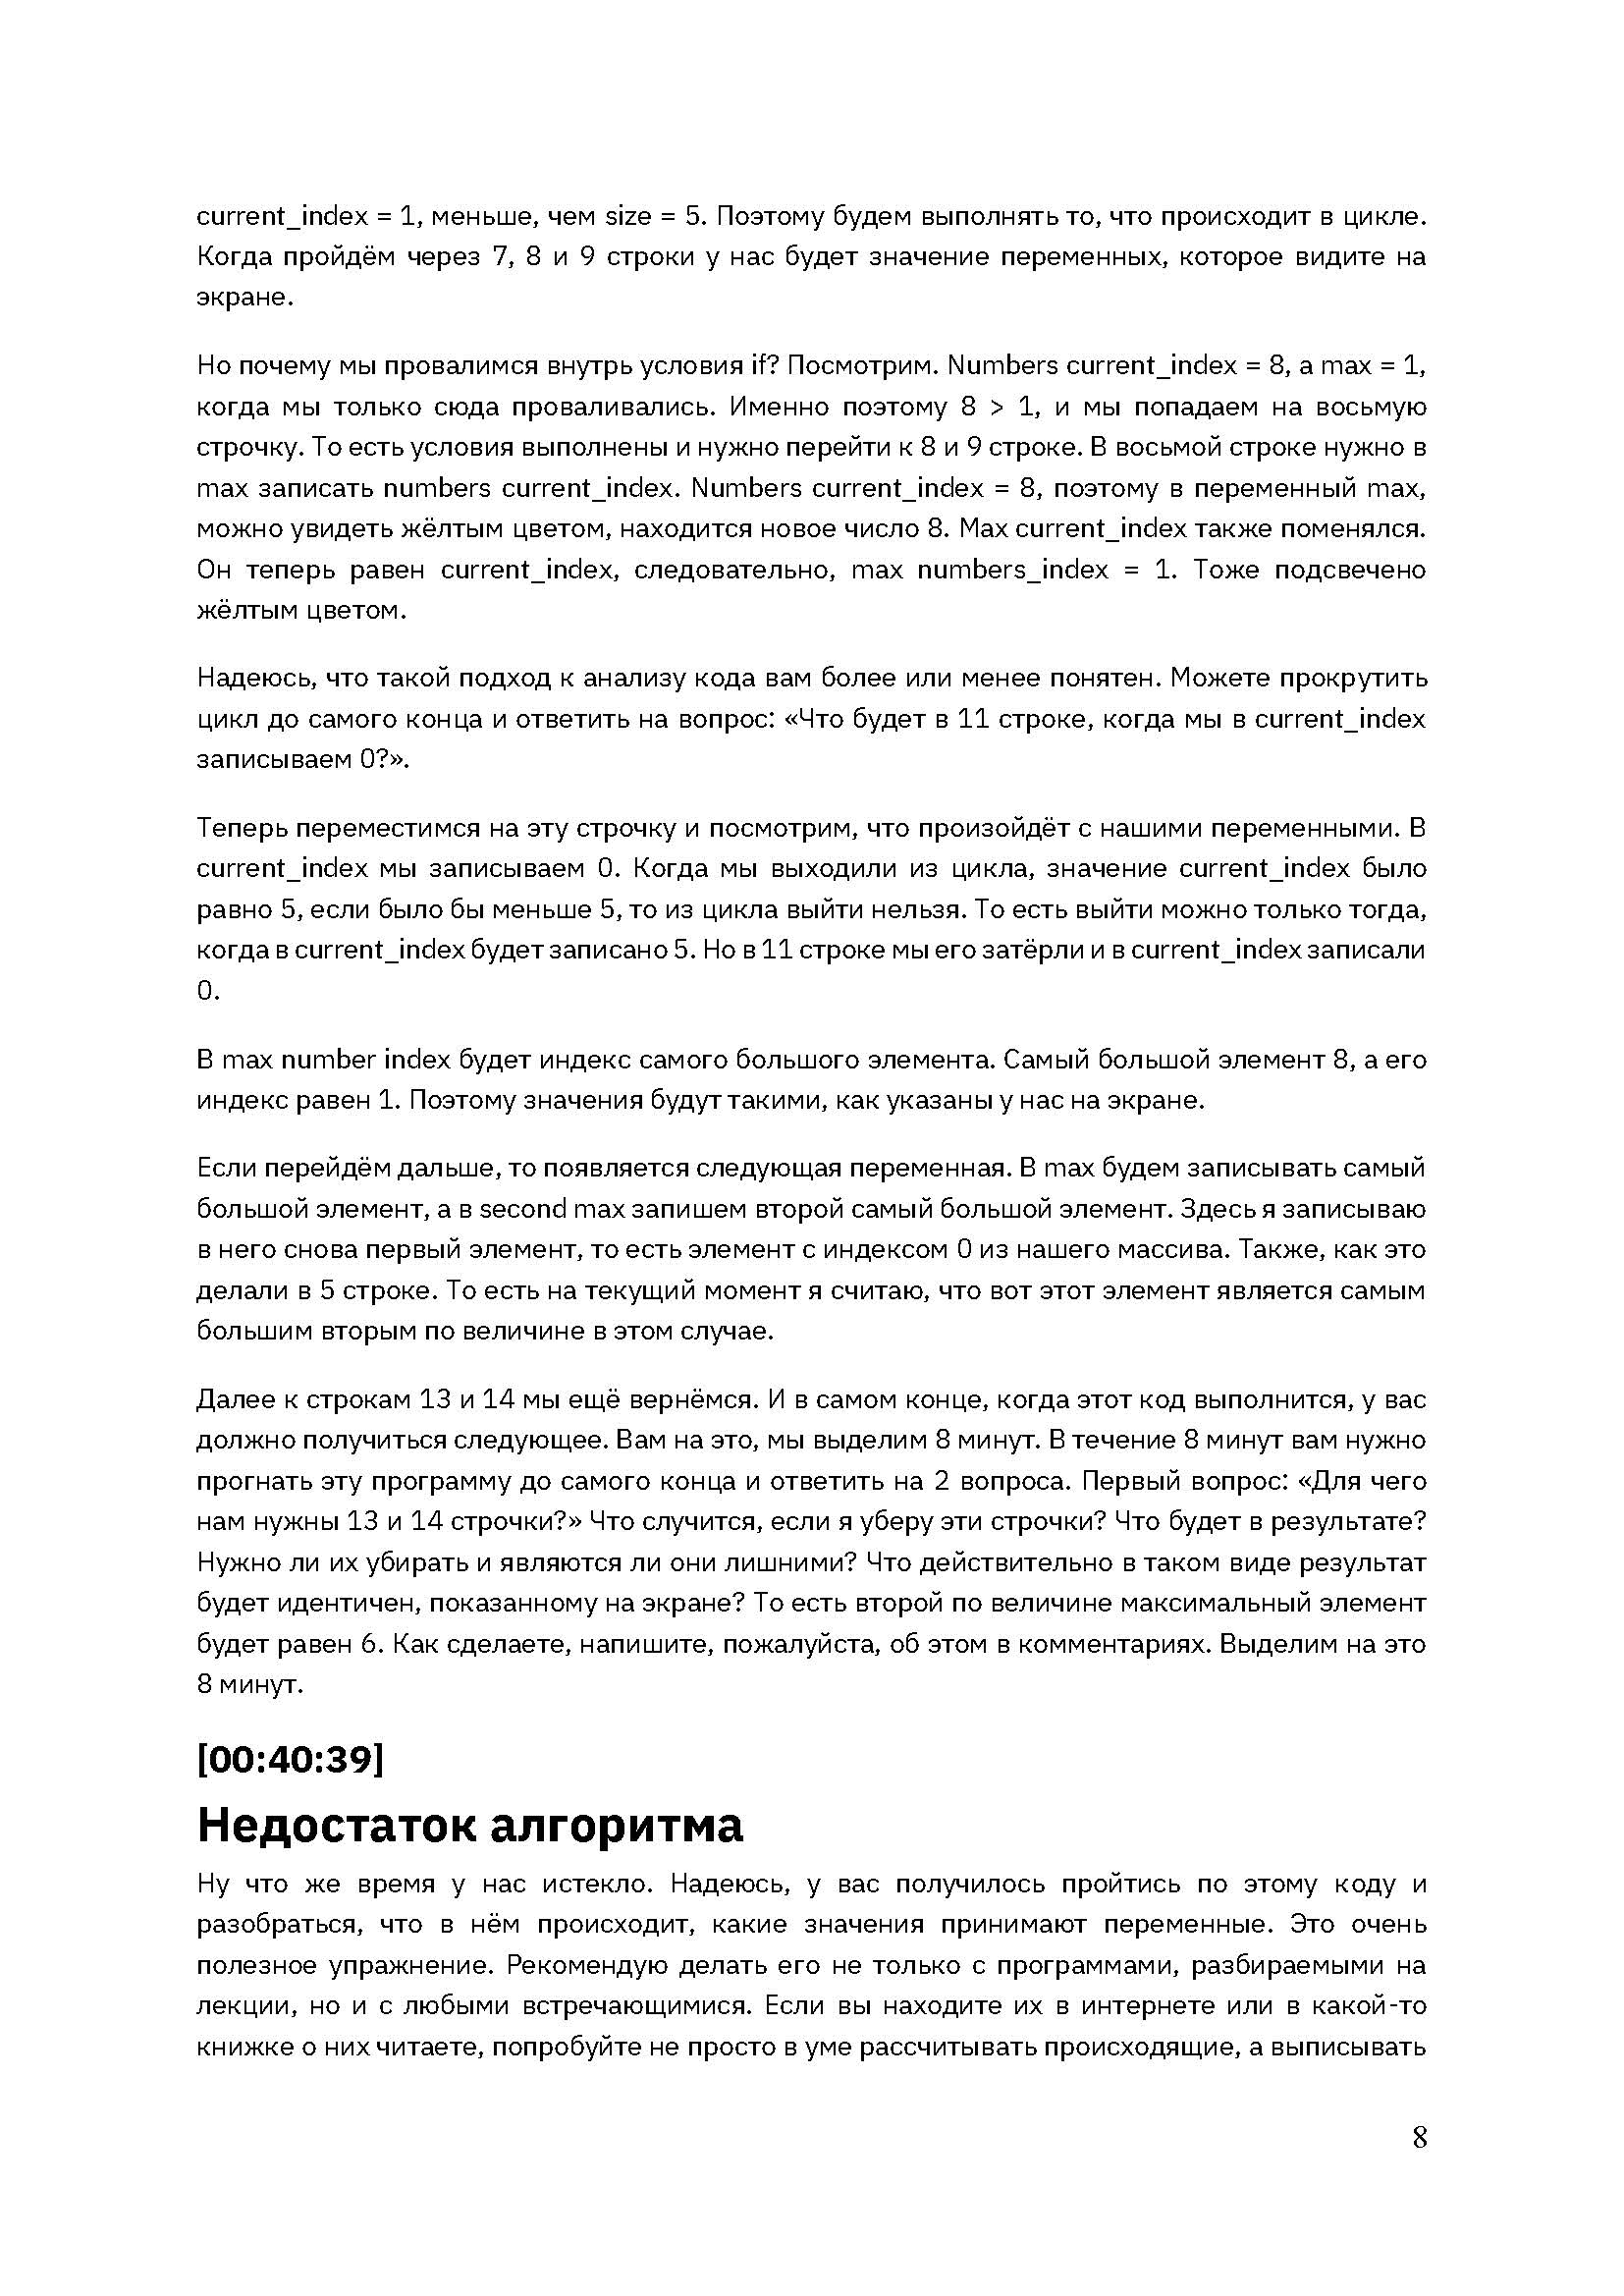 current_index = 1, меньше, чем size = 5. Поэтому будем выполнять то, что происходит в цикле.
Когда пройдём через 7, 8 и 9 строки у нас будет значение переменных, которое видите на
экране.
Но почему мы провалимся внутрь условия if? Посмотрим. Numbers current_index = 8, а max = 1,
когда мы только сюда проваливались. Именно поэтому 8 > 1, и мы попадаем на восьмую
строчку. То есть условия выполнены и нужно перейти к 8 и 9 строке. В восьмой строке нужно в
max записать numbers current_index. Numbers current_index = 8, поэтому в переменный max,
можно увидеть жёлтым цветом, находится новое число 8. Max current_index также поменялся.
Он теперь равен current_index, следовательно, max numbers_index = 1. Тоже подсвечено
жёлтым цветом.
Надеюсь, что такой подход к анализу кода вам более или менее понятен. Можете прокрутить
цикл до самого конца и ответить на вопрос: «Что будет в 11 строке, когда мы в current_index
записываем 0?».
Теперь переместимся на эту строчку и посмотрим, что произойдёт с нашими переменными. В
current_index мы записываем 0. Когда мы выходили из цикла, значение current_index было
равно 5, если было бы меньше 5, то из цикла выйти нельзя. То есть выйти можно только тогда,
когда в current_index будет записано 5. Но в 11 строке мы его затёрли и в current_index записали
0.
В max number index будет индекс самого большого элемента. Самый большой элемент 8, а его
индекс равен 1. Поэтому значения будут такими, как указаны у нас на экране.
Если перейдём дальше, то появляется следующая переменная. В max будем записывать самый
большой элемент, а в second max запишем второй самый большой элемент. Здесь я записываю
в него снова первый элемент, то есть элемент с индексом 0 из нашего массива. Также, как это
делали в 5 строке. То есть на текущий момент я считаю, что вот этот элемент является самым
большим вторым по величине в этом случае.
Далее к строкам 13 и 14 мы ещё вернёмся. И в самом конце, когда этот код выполнится, у вас
должно получиться следующее. Вам на это, мы выделим 8 минут. В течение 8 минут вам нужно
прогнать эту программу до самого конца и ответить на 2 вопроса. Первый вопрос: «Для чего
нам нужны 13 и 14 строчки?» Что случится, если я уберу эти строчки? Что будет в результате?
Нужно ли их убирать и являются ли они лишними? Что действительно в таком виде результат
будет идентичен, показанному на экране? То есть второй по величине максимальный элемент
будет равен 6. Как сделаете, напишите, пожалуйста, об этом в комментариях. Выделим на это
8 минут.
[00:40:39]
Недостаток алгоритма
Ну что же время у нас истекло. Надеюсь, у вас получилось пройтись по этому коду и
разобраться, что в нём происходит, какие значения принимают переменные. Это очень
полезное упражнение. Рекомендую делать его не только с программами, разбираемыми на
лекции, но и с любыми встречающимися. Если вы находите их в интернете или в какой-то
книжке о них читаете, попробуйте не просто в уме рассчитывать происходящие, а выписывать
8